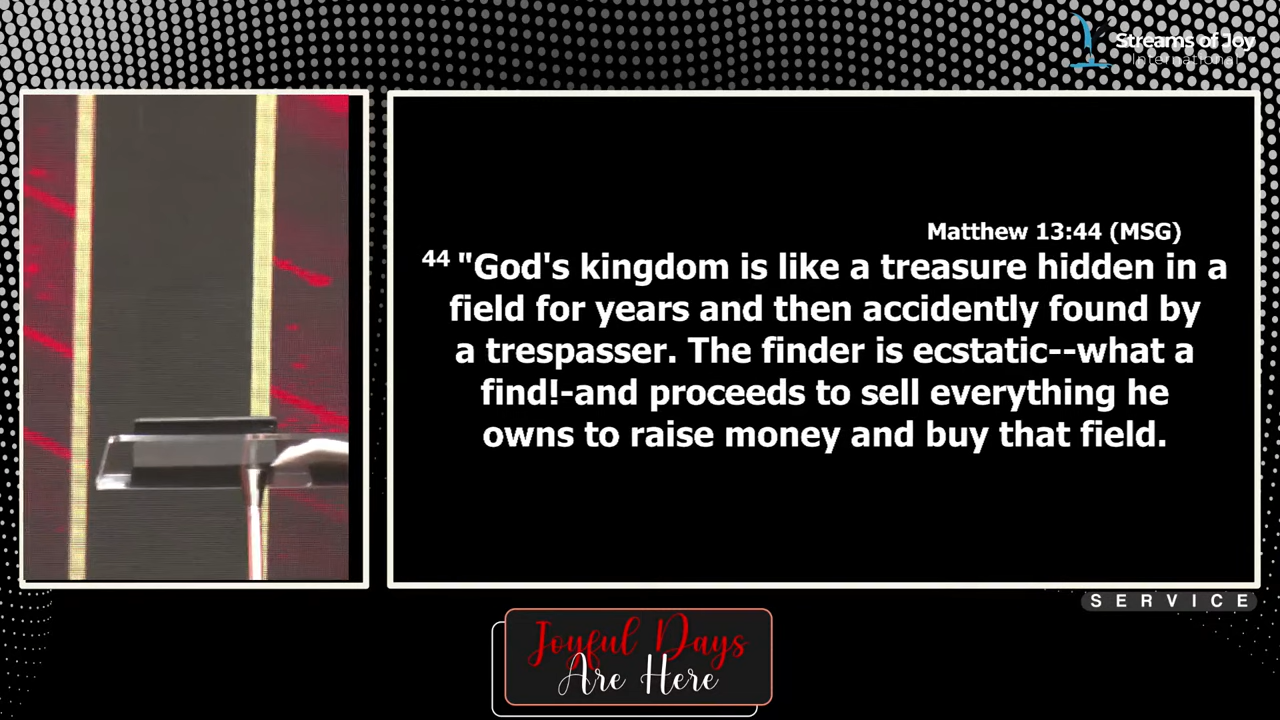 Streams of Joy
International
Matthew 13:44 (MSG)
44 "God's kingdom is like a treasure hidden in a
field for years and then accidently found by
a trespasser. The finder is ecstatic--what a
find!-and proceeds to sell everything he
owns to raise money and buy that field.
SERVICE
Joyful Days
Are Here